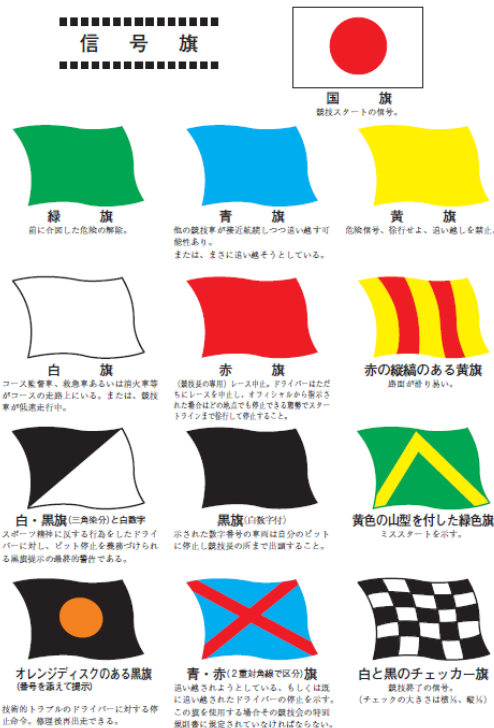 信 号 旗
国 旗
競技スタートの信号。
緑 旗
前に合図した危険の解除。
青 旗
他の競技車が接近続航しつつ追い越す可
能性あり。
または、まさに追い越そうとしている。
黄 旗
危険信号、徐行せよ、追い越しを禁止。
白 旗
コース監督車、救急車あるいは消火車等
がコースの走路上にいる。または、競技
車が低速走行中。
赤 旗
(競技長の専用)レース中止。ドライバーはただ
ちにレースを中止し、オフィシャルから指示さ
れた場合はどの地点でも停止できる態勢でスター
トラインまで徐行して停止すること。
赤の縦縞のある黄旗
路面が滑り易い。
白・黒旗(三角染分)と白数字
スポーツ精神に反する行為をしたドライ
バーに対し、ピット停止を義務づけられ
る黒旗提示の最終的警告である。
黒旗(白数字付)
示された数字番号の車両は自分のピット
に停止し競技長の所まで出頭すること。
黄色の山型を付した緑色旗
ミススタートを示す。
オレンジディスクのある黒旗
(番号を添えて提示)
技術的トラブルのドライバーに対する停
止命令。修理後再出走できる。
青・赤(2重対角線で区分)旗
追い越されようとしている、もしくは既
に追い越されたドライバーの停止を示す。
この旗を使用する場合その競技会の特別
規則書に規定されていなければならない。
白と黒のチェッカー旗
競技終了の信号。
(チェックの大きさは横⅙、縦⅕)